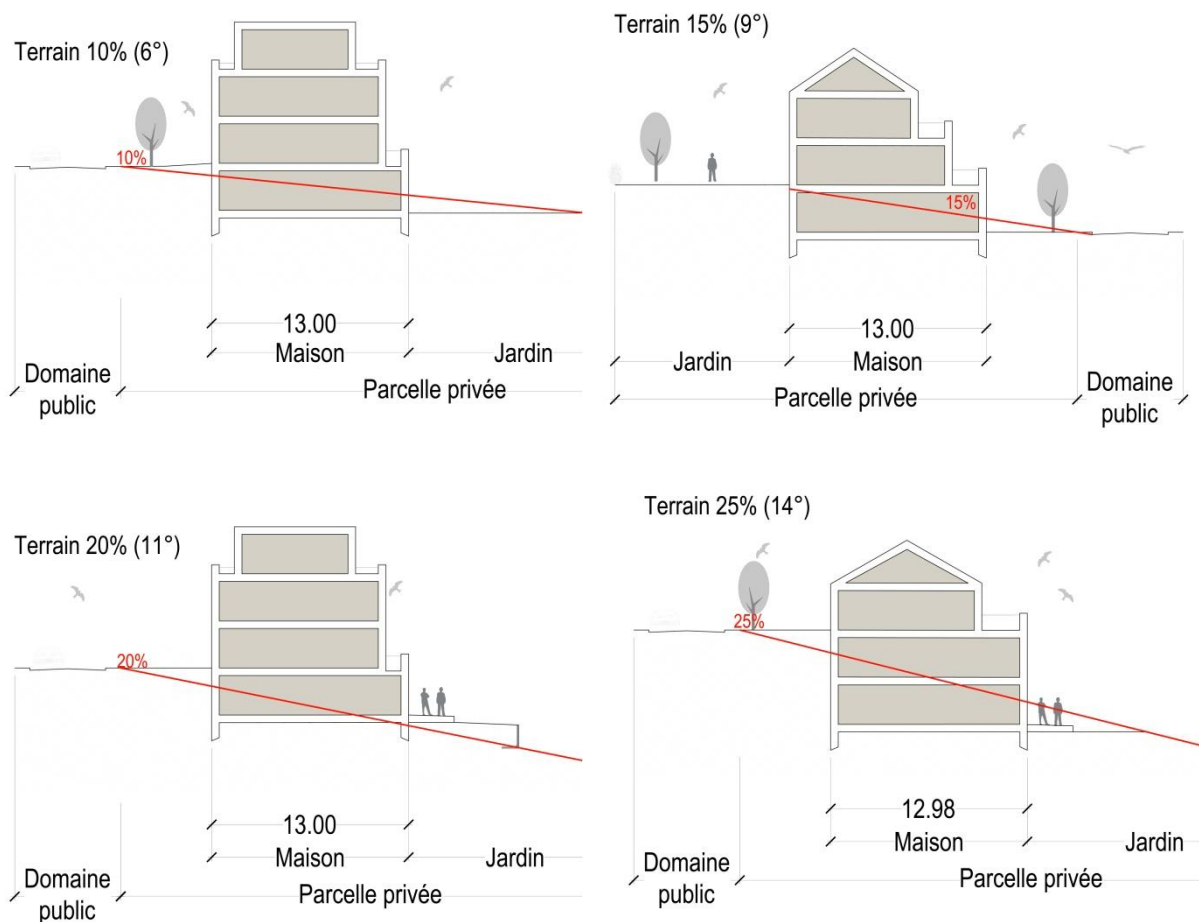 Terrain 10% (6°)
10%
13.00
Maison
Jardin
Domaine
public
Parcelle privée
Terrain 15% (9°)
15%
13.00
Jardin
Maison
Parcelle privée
Domaine
public
Terrain 20% (11°)
20%
13.00
Maison
Jardin
Domaine
public
Parcelle privée
Terrain 25% (14°)
25%
12.98
Maison
Jardin
Domaine
public
Parcelle privée